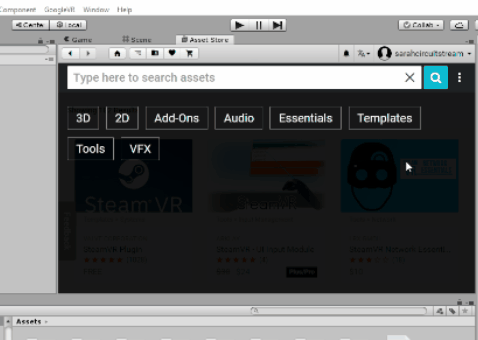 Component GoogleVR Window Help
Center Local Collab
Game Scene Asset Store
sarahcircuitstream
Type here to search assets
3D 2D Add-Ons Audio Essentials Templates
Tools VFX
Steam VR
SteamVR
SteamVR Plugin
Assets